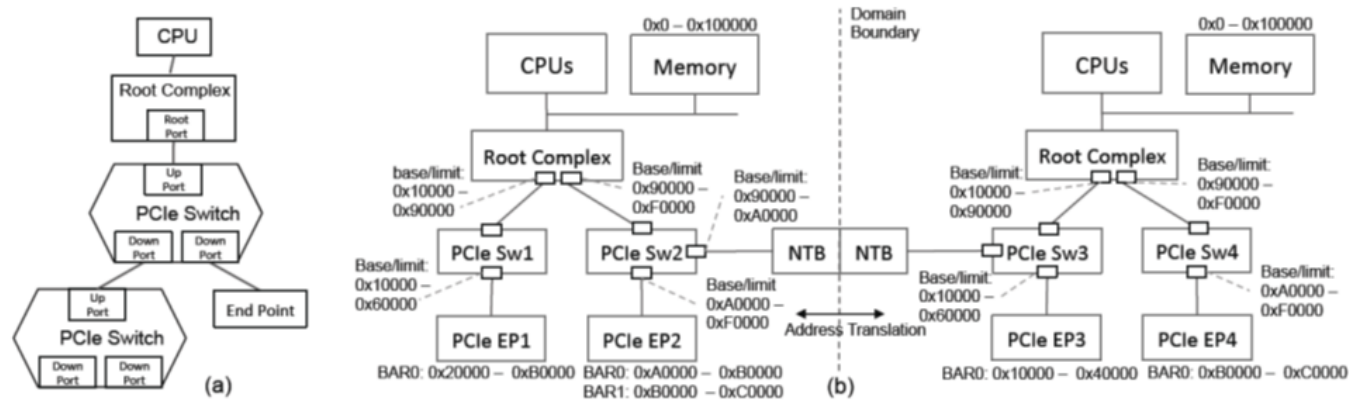 CPU
Root Complex
Root
Port
Up
Port
PCIe Switch
Down
Port
Down
Port
Up
Port
PCIe Switch
Down
Port
Down
Port
End Point
(a)
0x0 – 0x100000
CPUs
Memory
Domain
Boundary
0x0 – 0x100000
CPUs
Memory
Root Complex
base/limit:
0x10000 –
0x90000
Base/limit
0x90000 –
0xF0000
Base/limit:
0x90000 –
0xA0000
PCIe Sw1
PCIe Sw2
NTB
NTB
Base/limit:
0x10000 –
0x60000
Base/limit
0xA0000 –
0xF0000
Address Translation
PCIe EP1
PCIe EP2
BAR0: 0x20000 – 0xB0000
BAR0: 0xA0000 – 0xB0000
BAR1: 0xB0000 – 0xC0000
(b)
Root Complex
Base/limit:
0x10000 –
0x90000
Base/limit:
0x90000 –
0xF0000
PCIe Sw3
PCIe Sw4
Base/limit:
0x10000 –
0x60000
Base/limit:
0xA0000 –
0xF0000
PCIe EP3
PCIe EP4
BAR0: 0x10000 – 0x40000
BAR0: 0xB0000 – 0xC0000